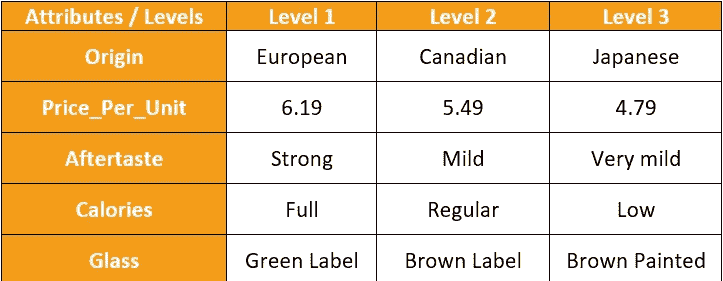 Attributes / Levels Level 1 Level 2 Level 3
Origin European Canadian Japanese
Price_Per_Unit 6.19 5.49 4.79
Aftertaste Strong Mild Very mild
Calories Full Regular Low
Glass Green Label Brown Label Brown Painted